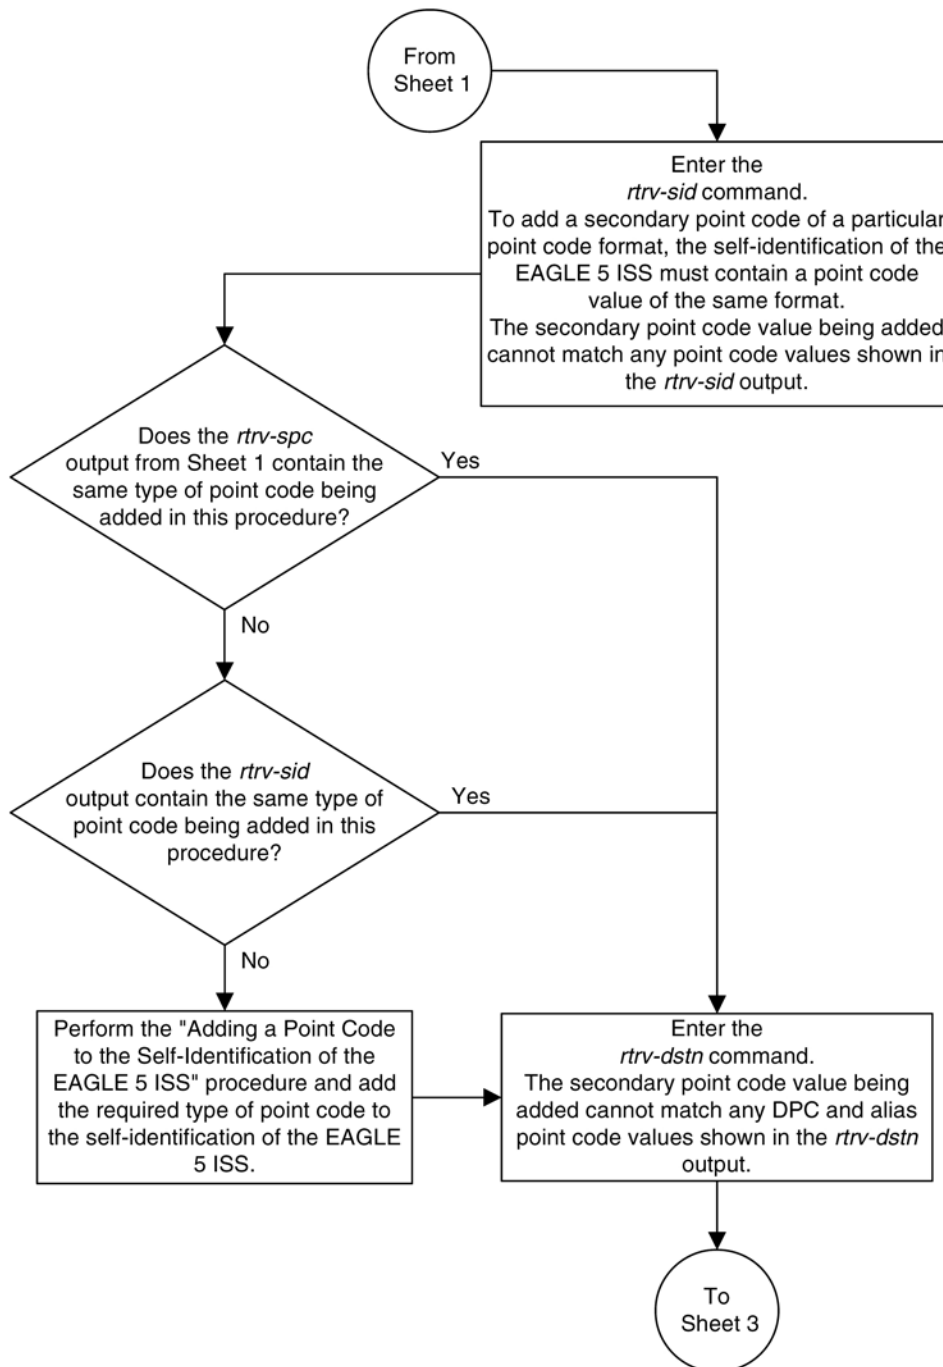 From
Sheet 1
Enter the
rtrv-sid command.
To add a secondary point code of a particular
point code format, the self-identification of the
EAGLE 5 ISS must contain a point code
value of the same format.
The secondary point code value being added
cannot match any point code values shown in
the rtrv-sid output.
Does the rtrv-spc
output from Sheet 1 contain the
same type of point code being
added in this procedure?
Yes
No
Does the rtrv-sid
output contain the same type of
point code being added in this
procedure?
Yes
No
Perform the "Adding a Point Code
to the Self-Identification of the
EAGLE 5 ISS" procedure and add
the required type of point code to
the self-identification of the EAGLE
5 ISS.
Enter the
rtrv-dstn command.
The secondary point code value being
added cannot match any DPC and alias
point code values shown in the rtrv-dstn
output.
To
Sheet 3